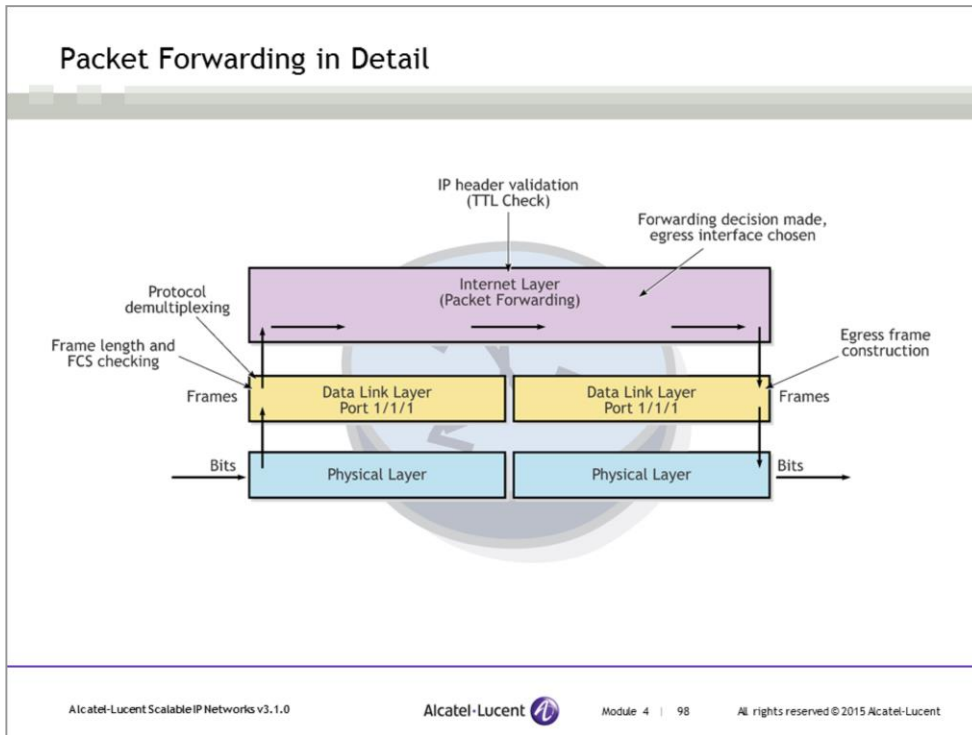 Packet Forwarding in Detail
IP header validation
(TTL Check)
Forwarding decision made,
egress interface chosen
Internet Layer
(Packet Forwarding)
Protocol
demultiplexing
Frame length and
FCS checking
Egress frame
construction
Frames
Data Link Layer
Port 1/1/1
Data Link Layer
Port 1/1/1
Frames
Bits
Physical Layer
Physical Layer
Bits
Alcatel-Lucent Scalable IP Networks v3.1.0
Alcatel·Lucent
Module 4 | 98
All rights reserved © 2015 Alcatel-Lucent